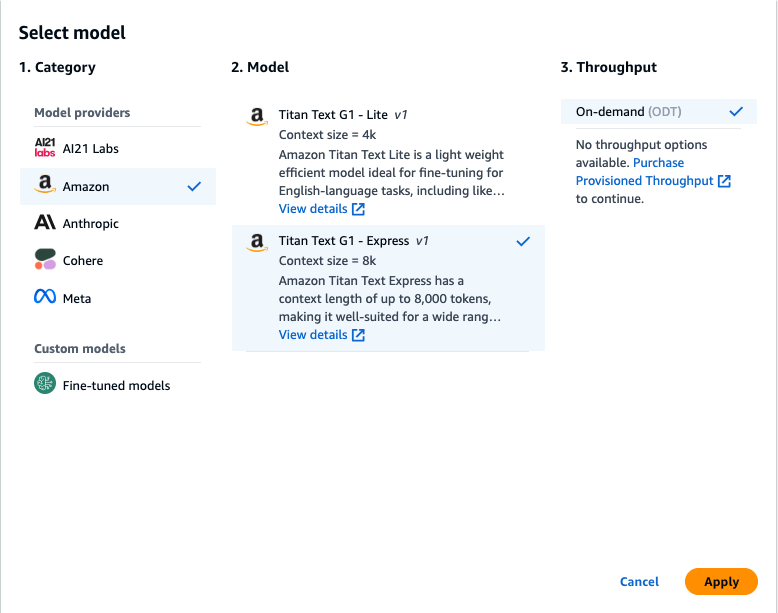 Select model
1. Category
Model providers
AI21 labs
AI21 Labs
Amazon
Anthropic
Cohere
Meta
Custom models
Fine-tuned models
2. Model
Titan Text G1 - Lite v1
Context size = 4k
Amazon Titan Text Lite is a light weight
efficient model ideal for fine-tuning for
English-language tasks, including like...
View details
Titan Text G1 - Express v1
Context size = 8k
Amazon Titan Text Express has a
context length of up to 8,000 tokens,
making it well-suited for a wide rang...
View details
3. Throughput
On-demand (ODT)
No throughput options
available. Purchase
Provisioned Throughput
to continue.
Cancel
Apply